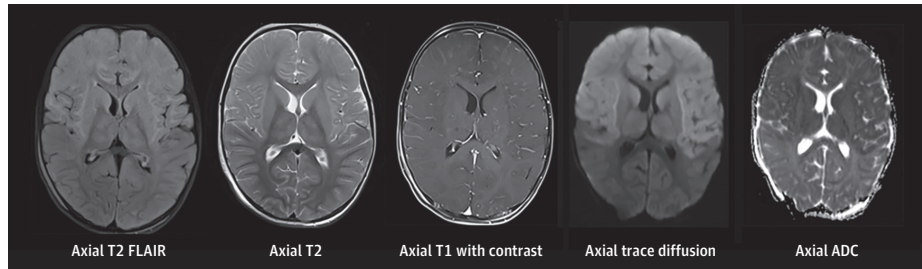 Axial T2 FLAIR
Axial T2
Axial T1 with contrast
Axial trace diffusion
Axial ADC